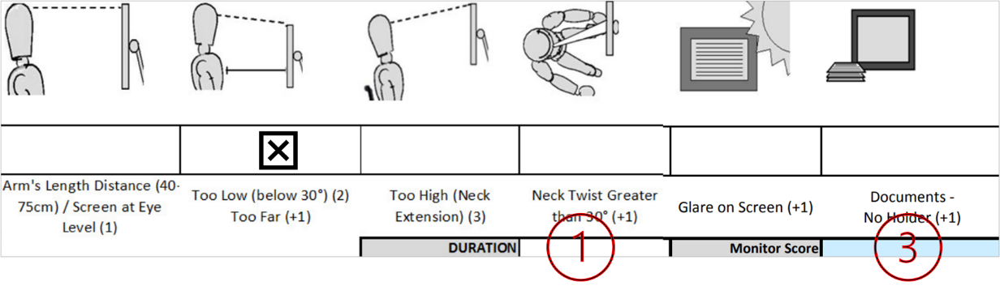 Arm's Length Distance (40-
75cm) / Screen at Eye
Level (1)
Too Low (below 30°) (2)
Too Far (+1)
Too High (Neck
Extension) (3)
Neck Twist Greater
than 30° (+1)
Glare on Screen (+1)
Documents -
No Holder (+1)
DURATION
1
Monitor Score
3